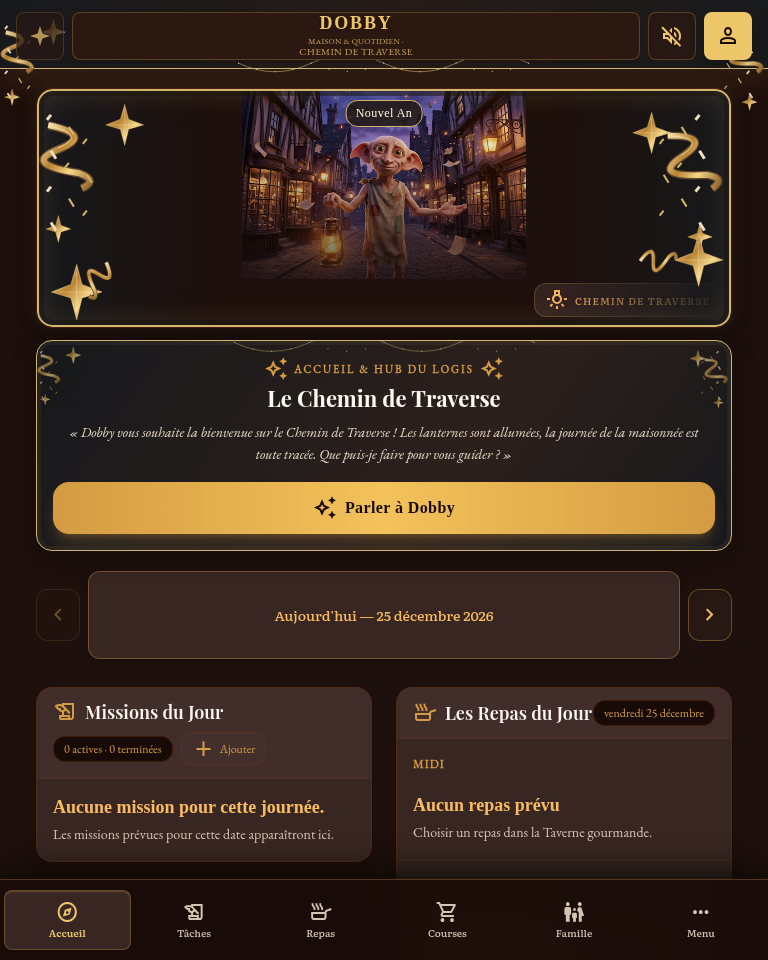 DOBBY
MAISON & QUOTIDIEN ·
CHEMIN DE TRAVERSE
Nouvel An
CHEMIN DE TRAVERSE
ACCUEIL & HUB DU LOGIS
Le Chemin de Traverse
« Dobby vous souhaite la bienvenue sur le Chemin de Traverse ! Les lanternes sont allumées, la journée de la maisonnée est
toute tracée. Que puis-je faire pour vous guider ? »
Parler à Dobby
Aujourd'hui — 25 décembre 2026
Missions du Jour
0 actives · 0 terminées
Ajouter
Aucune mission pour cette journée.
Les missions prévues pour cette date apparaîtront ici.
Les Repas du Jour
vendredi 25 décembre
MIDI
Aucun repas prévu
Choisir un repas dans la Taverne gourmande.
Accueil
Tâches
Repas
Courses
Famille
Menu